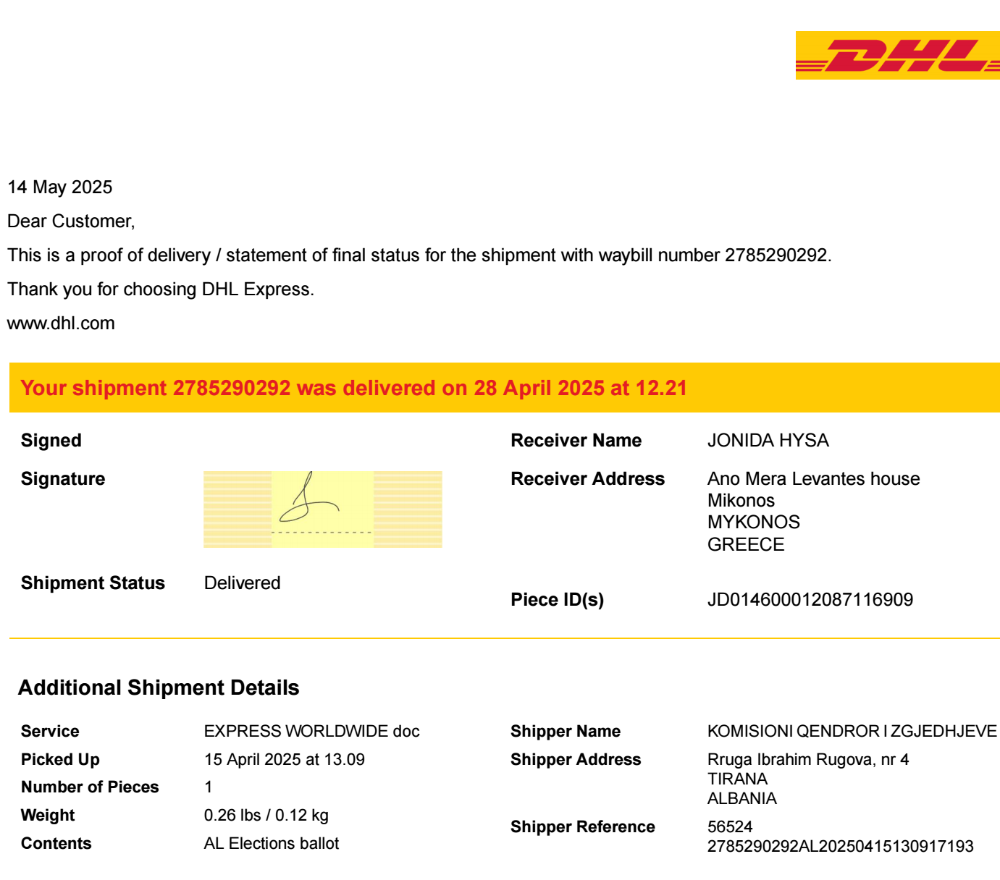 DHL
14 May 2025
Dear Customer,
This is a proof of delivery / statement of final status for the shipment with waybill number 2785290292.
Thank you for choosing DHL Express.
www.dhl.com
Your shipment 2785290292 was delivered on 28 April 2025 at 12.21
Signed
Signature
Shipment Status Delivered
Receiver Name JONIDA HYSA
Receiver Address Ano Mera Levantes house
Mikonos
MYKONOS
GREECE
Piece ID(s) JD014600012087116909
Additional Shipment Details
Service EXPRESS WORLDWIDE doc
Picked Up 15 April 2025 at 13.09
Number of Pieces 1
Weight 0.26 lbs / 0.12 kg
Contents AL Elections ballot
Shipper Name KOMISIONI QENDROR I ZGJEDHJEVE
Shipper Address Rruga Ibrahim Rugova, nr 4
TIRANA
ALBANIA
Shipper Reference 56524
2785290292AL20250415130917193